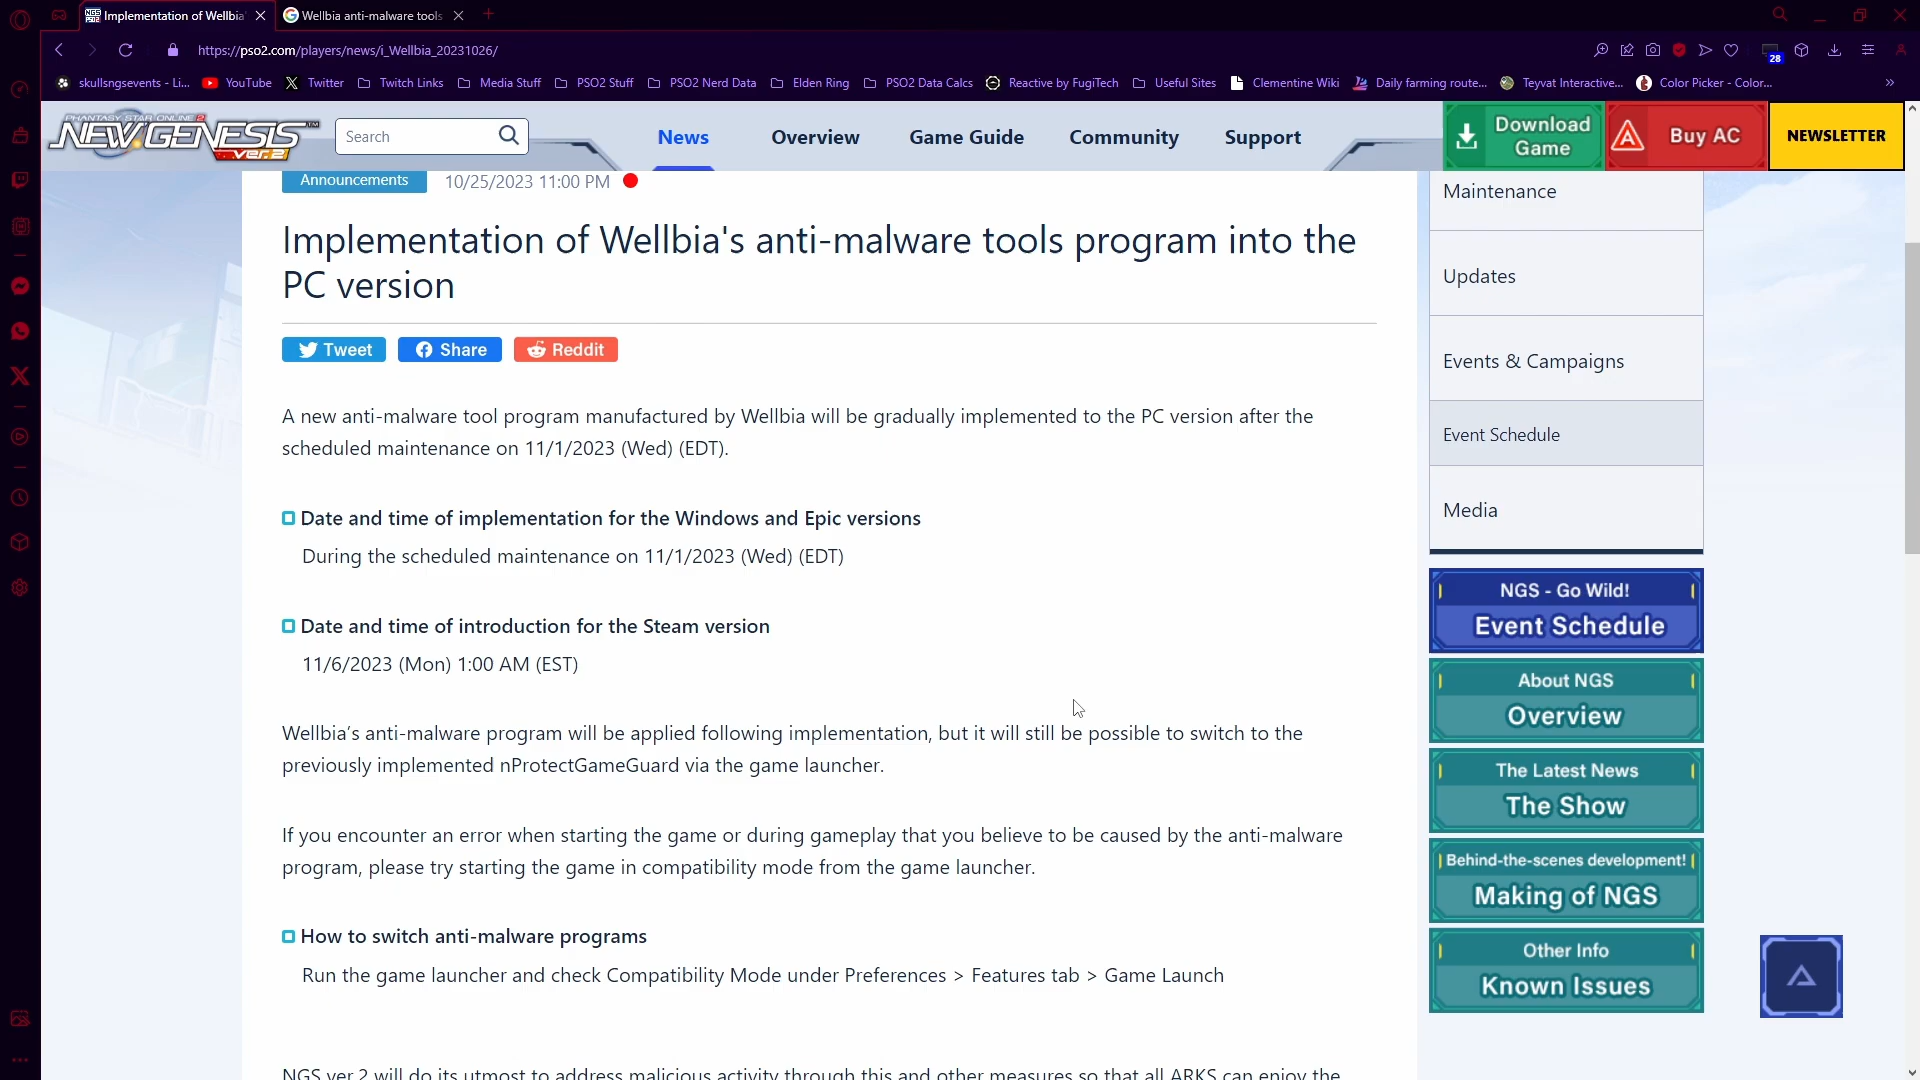 Implementation of Wellbia'
Wellbia anti-malware tools
https://pso2.com/players/news/i_Wellbia_20231026/
28
skullsngsevents - Li...
YouTube
Twitter
Twitch Links
Media Stuff
PSO2 Stuff
PSO2 Nerd Data
Elden Ring
PSO2 Data Calcs
Reactive by FugiTech
Useful Sites
Clementine Wiki
Daily farming route...
Teyvat Interactive...
Color Picker - Color...
PHANTASY STAR ONLINE 2
NEW GENESIS
ver.2
Search
News
Overview
Game Guide
Community
Support
Download
Game
Buy AC
NEWSLETTER
Announcements
10/25/2023 11:00 PM
Implementation of Wellbia's anti-malware tools program into the
PC version
Tweet
Share
Reddit
A new anti-malware tool program manufactured by Wellbia will be gradually implemented to the PC version after the
scheduled maintenance on 11/1/2023 (Wed) (EDT).
Date and time of implementation for the Windows and Epic versions
During the scheduled maintenance on 11/1/2023 (Wed) (EDT)
Date and time of introduction for the Steam version
11/6/2023 (Mon) 1:00 AM (EST)
Wellbia’s anti-malware program will be applied following implementation, but it will still be possible to switch to the
previously implemented nProtectGameGuard via the game launcher.
If you encounter an error when starting the game or during gameplay that you believe to be caused by the anti-malware
program, please try starting the game in compatibility mode from the game launcher.
How to switch anti-malware programs
Run the game launcher and check Compatibility Mode under Preferences > Features tab > Game Launch
NGS ver.2 will do its utmost to address malicious activity through this and other measures so that all ARKS can enjoy the
Maintenance
Updates
Events & Campaigns
Event Schedule
Media
NGS - Go Wild!
Event Schedule
About NGS
Overview
The Latest News
The Show
Behind-the-scenes development!
Making of NGS
Other Info
Known Issues